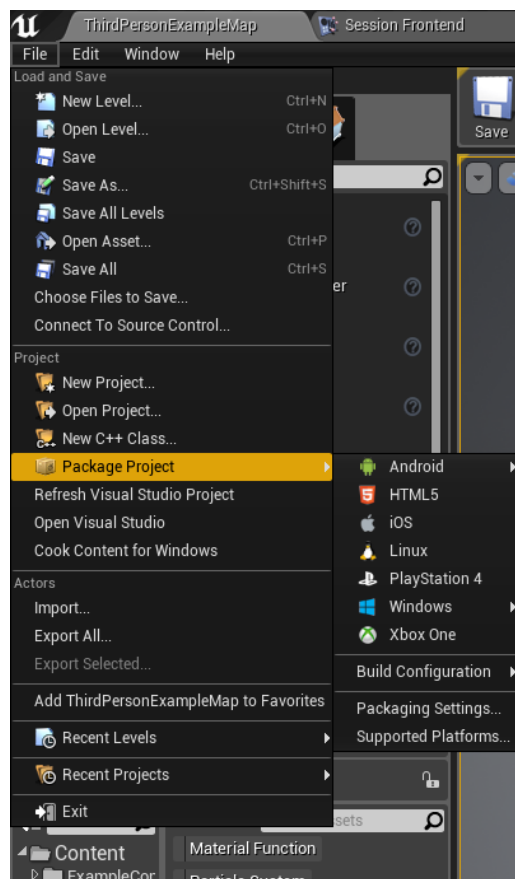 ThirdPersonExampleMap
Session Frontend
File Edit Window Help
Load and Save
New Level... Ctrl+N
Open Level... Ctrl+O
Save
Save As... Ctrl+Shift+S
Save All Levels
Open Asset... Ctrl+P
Save All Ctrl+S
Choose Files to Save...
Connect To Source Control...
Project
New Project...
Open Project...
New C++ Class...
Package Project
Refresh Visual Studio Project
Open Visual Studio
Cook Content for Windows
Actors
Import...
Export All...
Export Selected...
Add ThirdPersonExampleMap to Favorites
Recent Levels
Recent Projects
Exit
Android
HTML5
iOS
Linux
PlayStation 4
Windows
Xbox One
Build Configuration
Packaging Settings...
Supported Platforms...
Save
er
sets
Content
Material Function